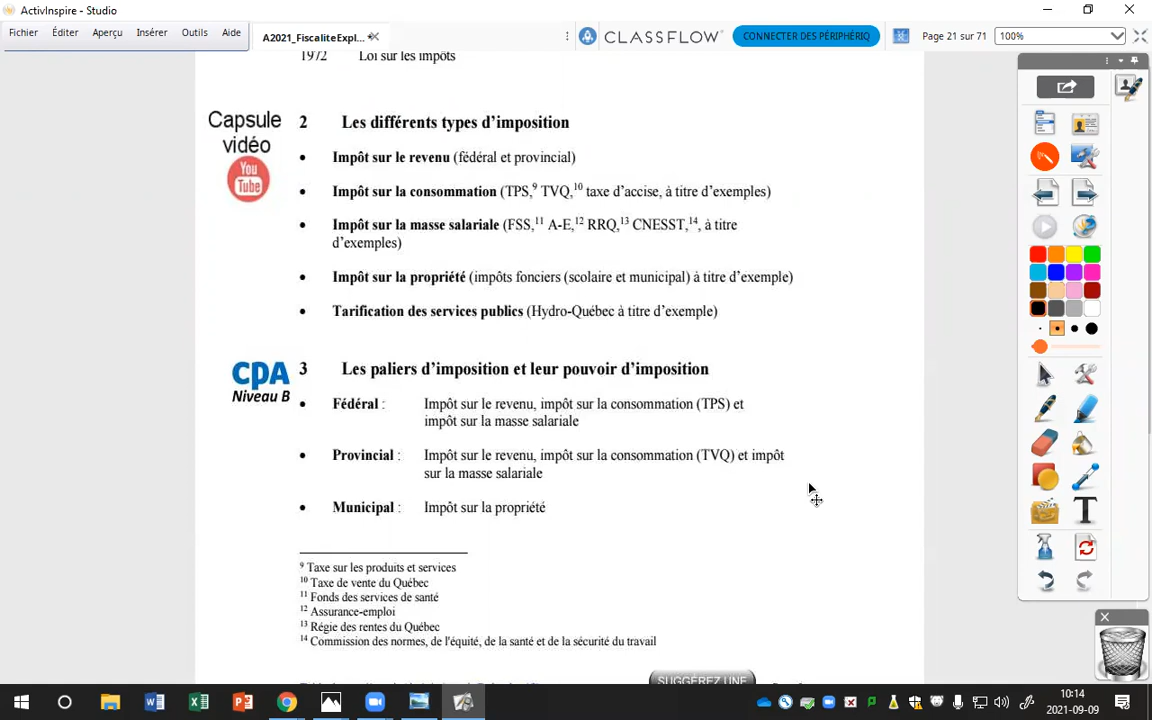 ActivInspire - Studio
Fichier Éditer Aperçu Insérer Outils Aide
A2021_FiscaliteExpl...
CLASSFLOW
CONNECTER DES PÉRIPHÉRIQ
Page 21 sur 71
100%
1972 Loi sur les impôts
Capsule
vidéo
You
Tube
2 Les différents types d'imposition
• Impôt sur le revenu (fédéral et provincial)
• Impôt sur la consommation (TPS,9 TVQ,10 taxe d'accise, à titre d'exemples)
• Impôt sur la masse salariale (FSS,11 A-E,12 RRQ,13 CNESST,14, à titre
d'exemples)
• Impôt sur la propriété (impôts fonciers (scolaire et municipal) à titre d'exemple)
• Tarification des services publics (Hydro-Québec à titre d'exemple)
CPA
Niveau B
3 Les paliers d'imposition et leur pouvoir d'imposition
• Fédéral : Impôt sur le revenu, impôt sur la consommation (TPS) et
impôt sur la masse salariale
• Provincial : Impôt sur le revenu, impôt sur la consommation (TVQ) et impôt
sur la masse salariale
• Municipal : Impôt sur la propriété
9 Taxe sur les produits et services
10 Taxe de vente du Québec
11 Fonds des services de santé
12 Assurance-emploi
13 Régie des rentes du Québec
14 Commission des normes, de l'équité, de la santé et de la sécurité du travail
SUGGÉREZ UNE
10:14
2021-09-09